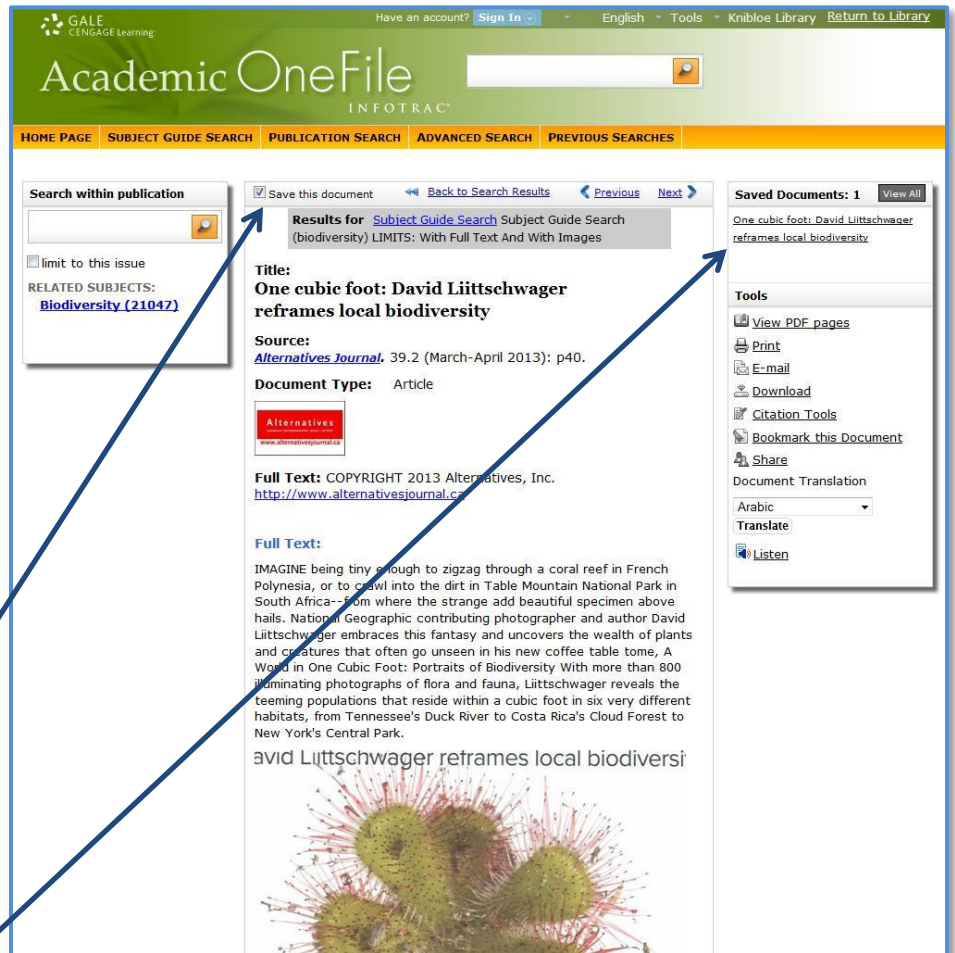 GALE
CENGAGE Learning
Have an account? Sign In English Tools Knibloe Library Return to Library
Academic OneFile
INFOTRAC
HOME PAGE SUBJECT GUIDE SEARCH PUBLICATION SEARCH ADVANCED SEARCH PREVIOUS SEARCHES
Search within publication
limit to this issue
RELATED SUBJECTS:
Biodiversity (21047)
Save this document Back to Search Results Previous Next
Results for Subject Guide Search Subject Guide Search
(biodiversity) LIMITS: With Full Text And With Images
Title:
One cubic foot: David Liittschwager
reframes local biodiversity
Source:
Alternatives Journal. 39.2 (March-April 2013): p40.
Document Type: Article
Alternatives
www.alternativesjournal.ca
Full Text: COPYRIGHT 2013 Alternatives, Inc.
http://www.alternativesjournal.ca
Full Text:
IMAGINE being tiny enough to zigzag through a coral reef in French
Polynesia, or to crawl into the dirt in Table Mountain National Park in
South Africa--from where the strange add beautiful specimen above
hails. National Geographic contributing photographer and author David
Liittschwager embraces this fantasy and uncovers the wealth of plants
and creatures that often go unseen in his new coffee table tome, A
World in One Cubic Foot: Portraits of Biodiversity With more than 800
illuminating photographs of flora and fauna, Liittschwager reveals the
teeming populations that reside within a cubic foot in six very different
habitats, from Tennessee's Duck River to Costa Rica's Cloud Forest to
New York's Central Park.
avid Liittschwager reframes local biodiversi
Saved Documents: 1 View All
One cubic foot: David Liittschwager
reframes local biodiversity
Tools
View PDF pages
Print
E-mail
Download
Citation Tools
Bookmark this Document
Share
Document Translation
Arabic
Translate
Listen